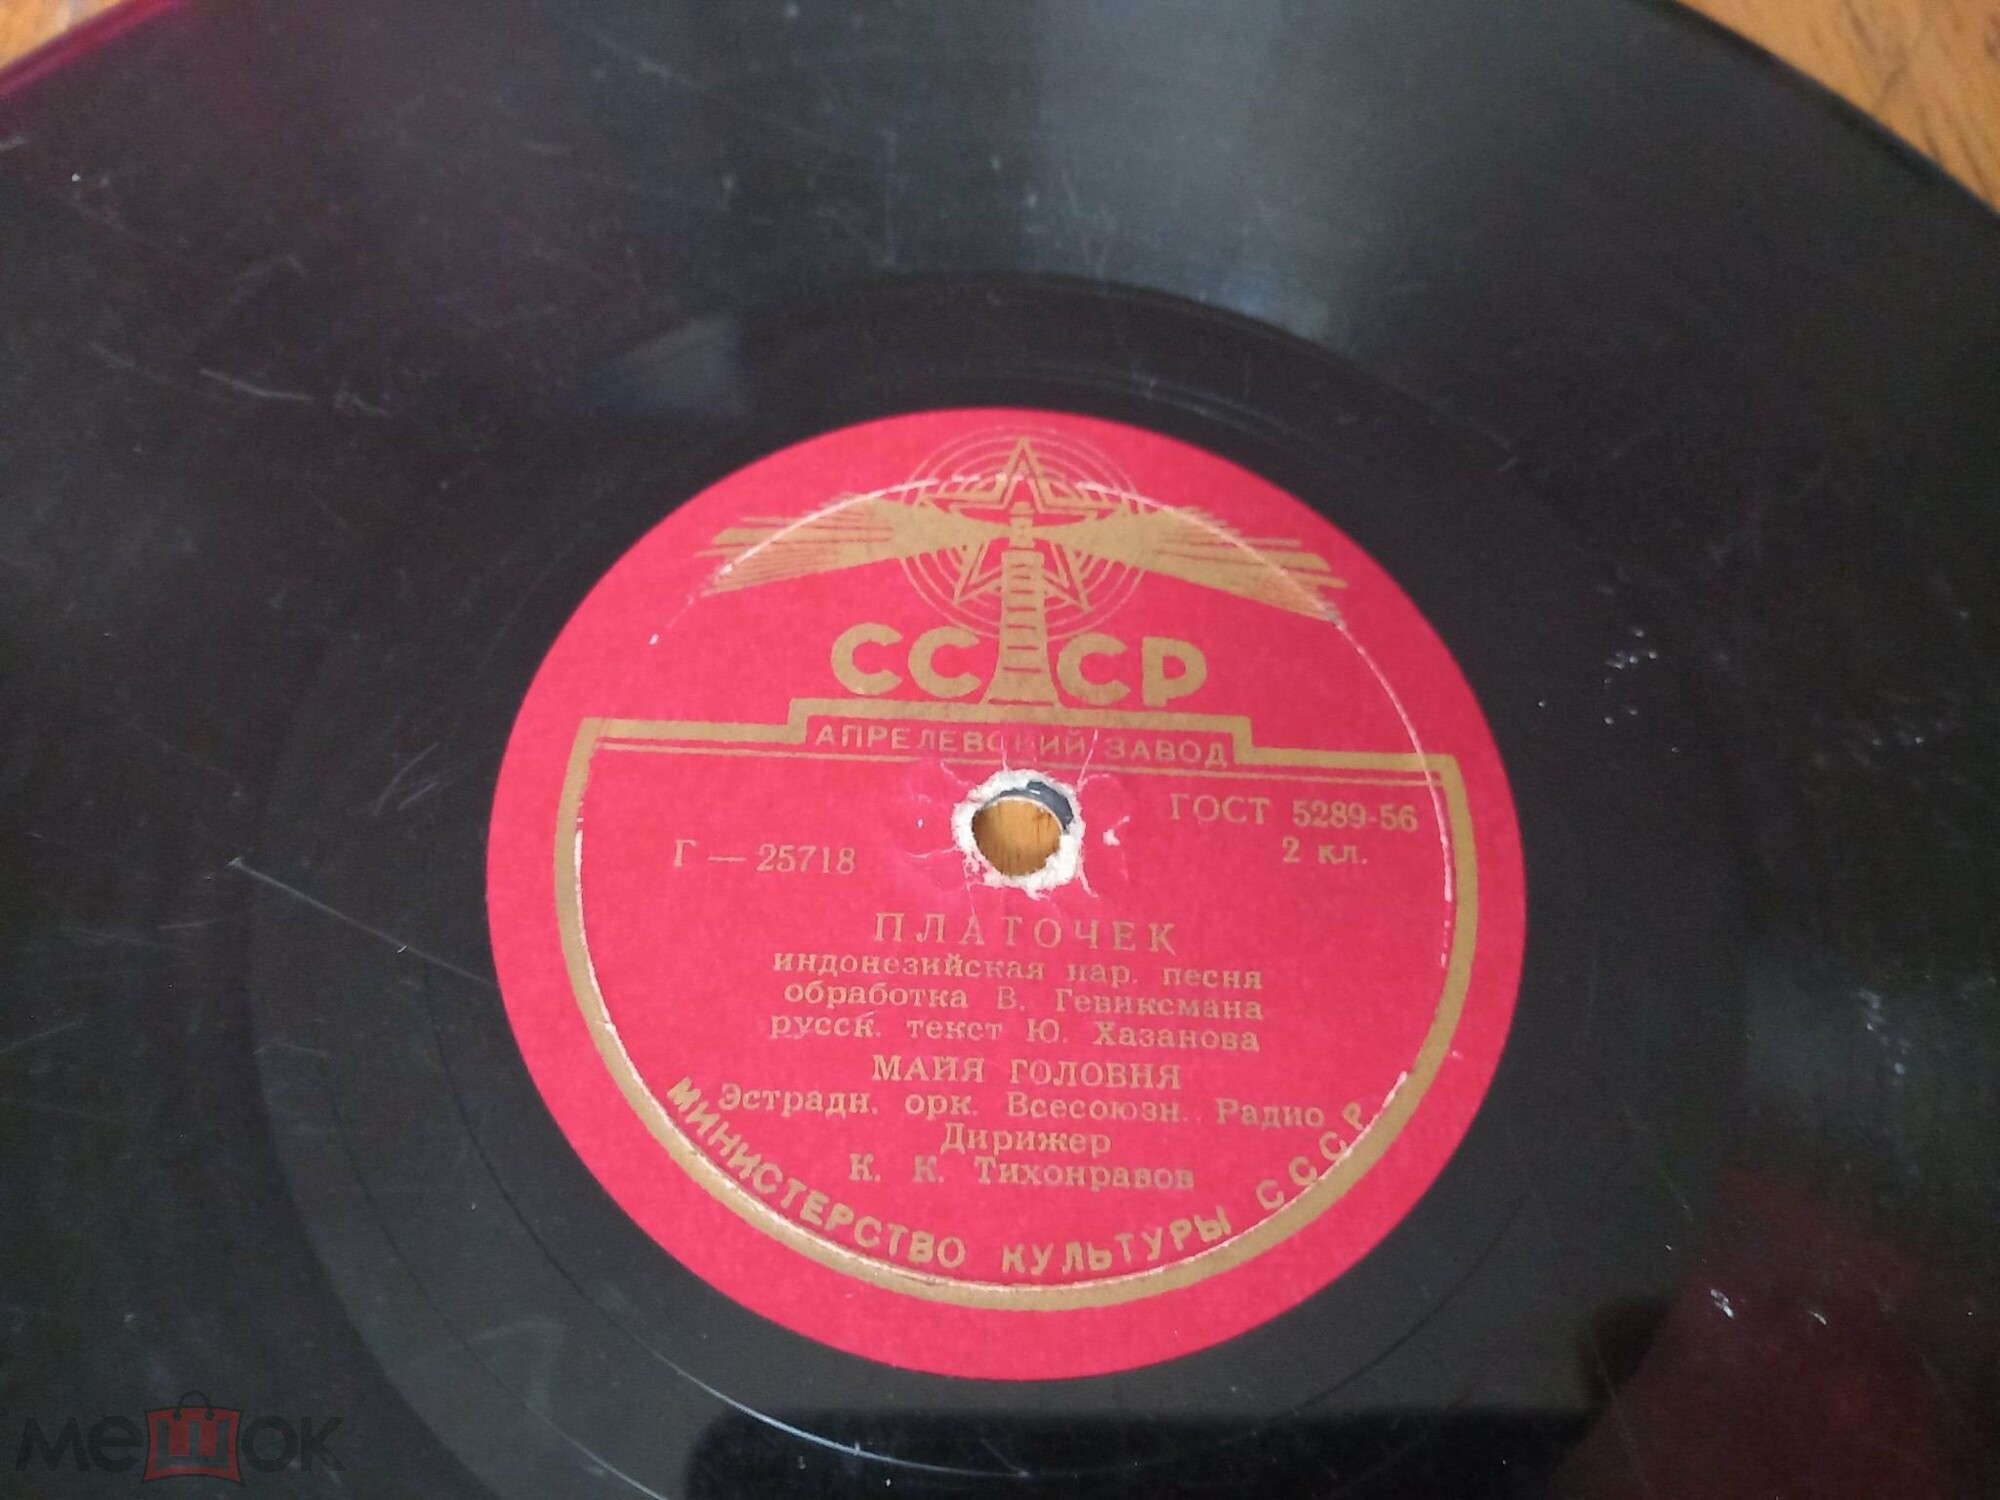 СССР
АПРЕЛЕВСКИЙ ЗАВОД
ГОСТ 5289-56
2 кл.
Г — 25718
ПЛАТОЧЕК
индонезийская нар. песня
обработка В. Гевиксмана
русск. текст Ю. Хазанова
МАЙЯ ГОЛОВНЯ
Эстрадн. орк. Всесоюзн. Радио
Дирижер
К. К. Тихонравов
МИНИСТЕРСТВО КУЛЬТУРЫ СССР
мешок